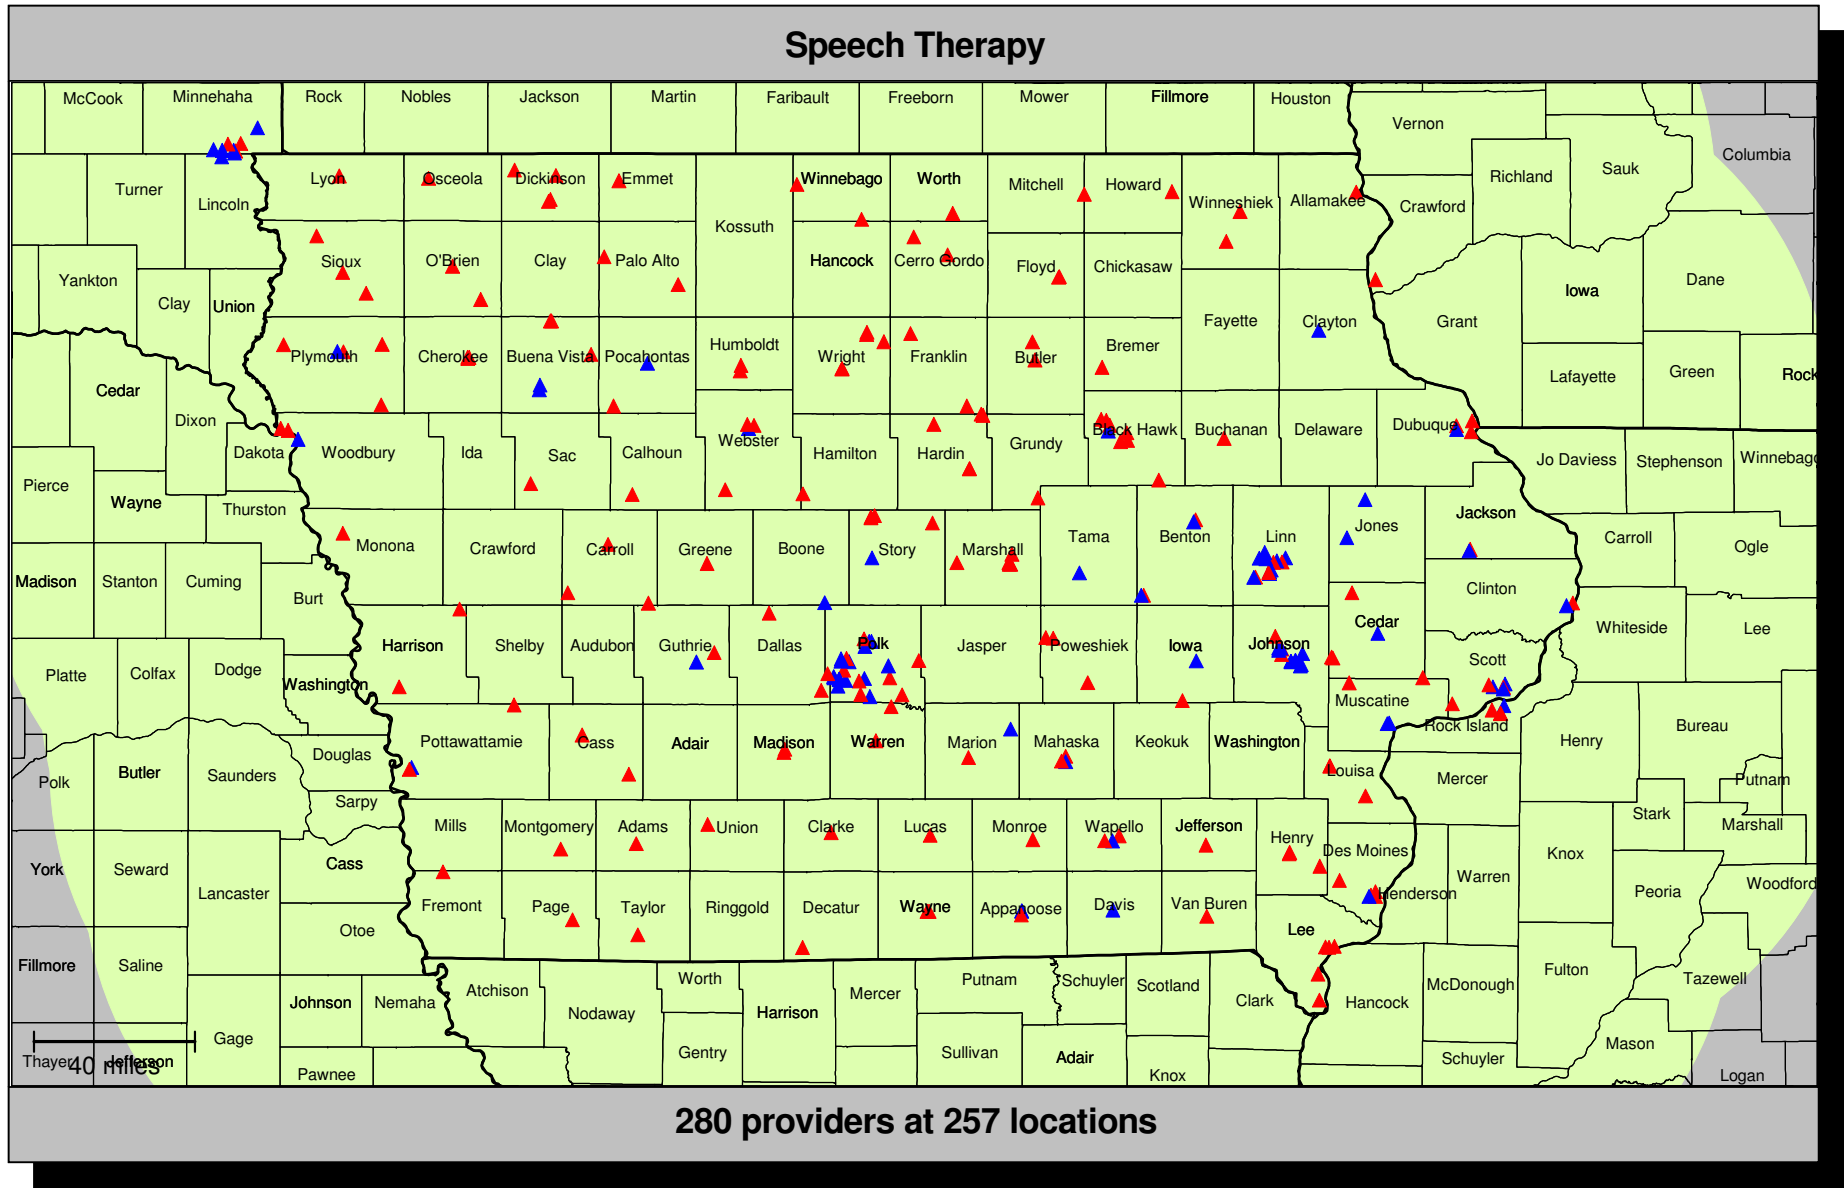 Speech Therapy
McCook Minnehaha Rock Nobles Jackson Martin Faribault Freeborn Mower Fillmore Houston
Vernon
Columbia
Turner Lyon Osceola Dickinson Emmet Winnebago Worth Mitchell Howard Richland Sauk
Lincoln Kossuth Winneshiek Allamakee Crawford
Yankton Sioux O'Brien Clay Palo Alto Hancock Cerro Gordo Floyd Chickasaw Dane
Clay Union Fayette Clayton Grant Iowa
Plymouth Cherokee Buena Vista Pocahontas Humboldt Wright Franklin Butler Bremer
Cedar Lafayette Green Rock
Dixon
Dakota Woodbury Ida Sac Calhoun Webster Hamilton Hardin Grundy Black Hawk Buchanan Delaware Dubuque
Jo Daviess Stephenson Winnebago
Pierce Wayne Thurston
Monona Crawford Carroll Greene Boone Story Marshall Tama Benton Linn Jones Jackson Carroll Ogle
Madison Stanton Cuming
Burt Clinton
Harrison Shelby Audubon Guthrie Dallas Polk Jasper Poweshiek Iowa Johnson Cedar Whiteside Lee
Platte Colfax Dodge Scott
Washington Muscatine
Pottawattamie Cass Adair Madison Warren Marion Mahaska Keokuk Washington Rock Island Henry Bureau
Douglas
Polk Butler Saunders Louisa Mercer Putnam
Sarpy
Mills Montgomery Adams Union Clarke Lucas Monroe Wapello Jefferson Henry Stark Marshall
Des Moines Knox
York Seward Cass Warren Peoria Woodford
Lancaster Henderson
Fremont Page Taylor Ringgold Decatur Wayne Appanoose Davis Van Buren
Otoe Lee
Fillmore Saline Fulton Tazewell
Atchison Worth Putnam Schuyler Scotland McDonough
Johnson Nemaha Nodaway Harrison Mercer Clark Hancock
Gage Gentry Sullivan Adair Schuyler Mason
Thayer Jefferson
40 miles
Pawnee Knox Logan
280 providers at 257 locations